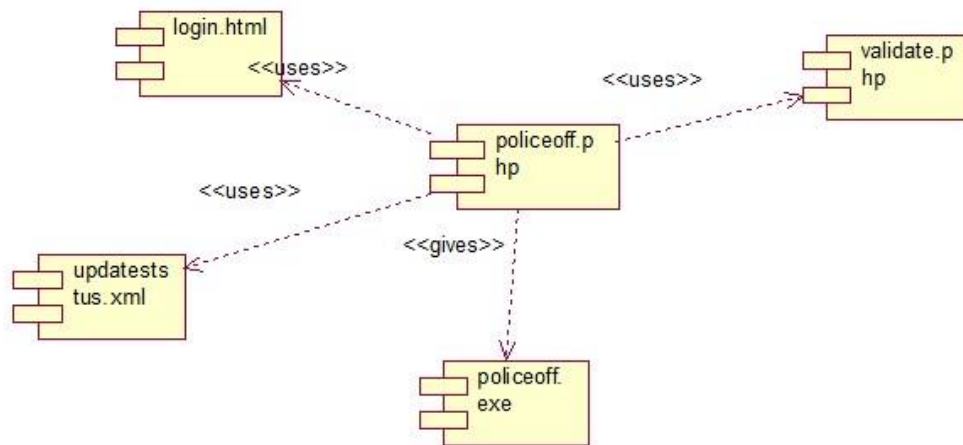 login.html
<<uses>>
validate.p
hp
<<uses>>
policeoff.p
hp
<<uses>>
<<gives>>
updatests
tus.xml
policeoff.
exe